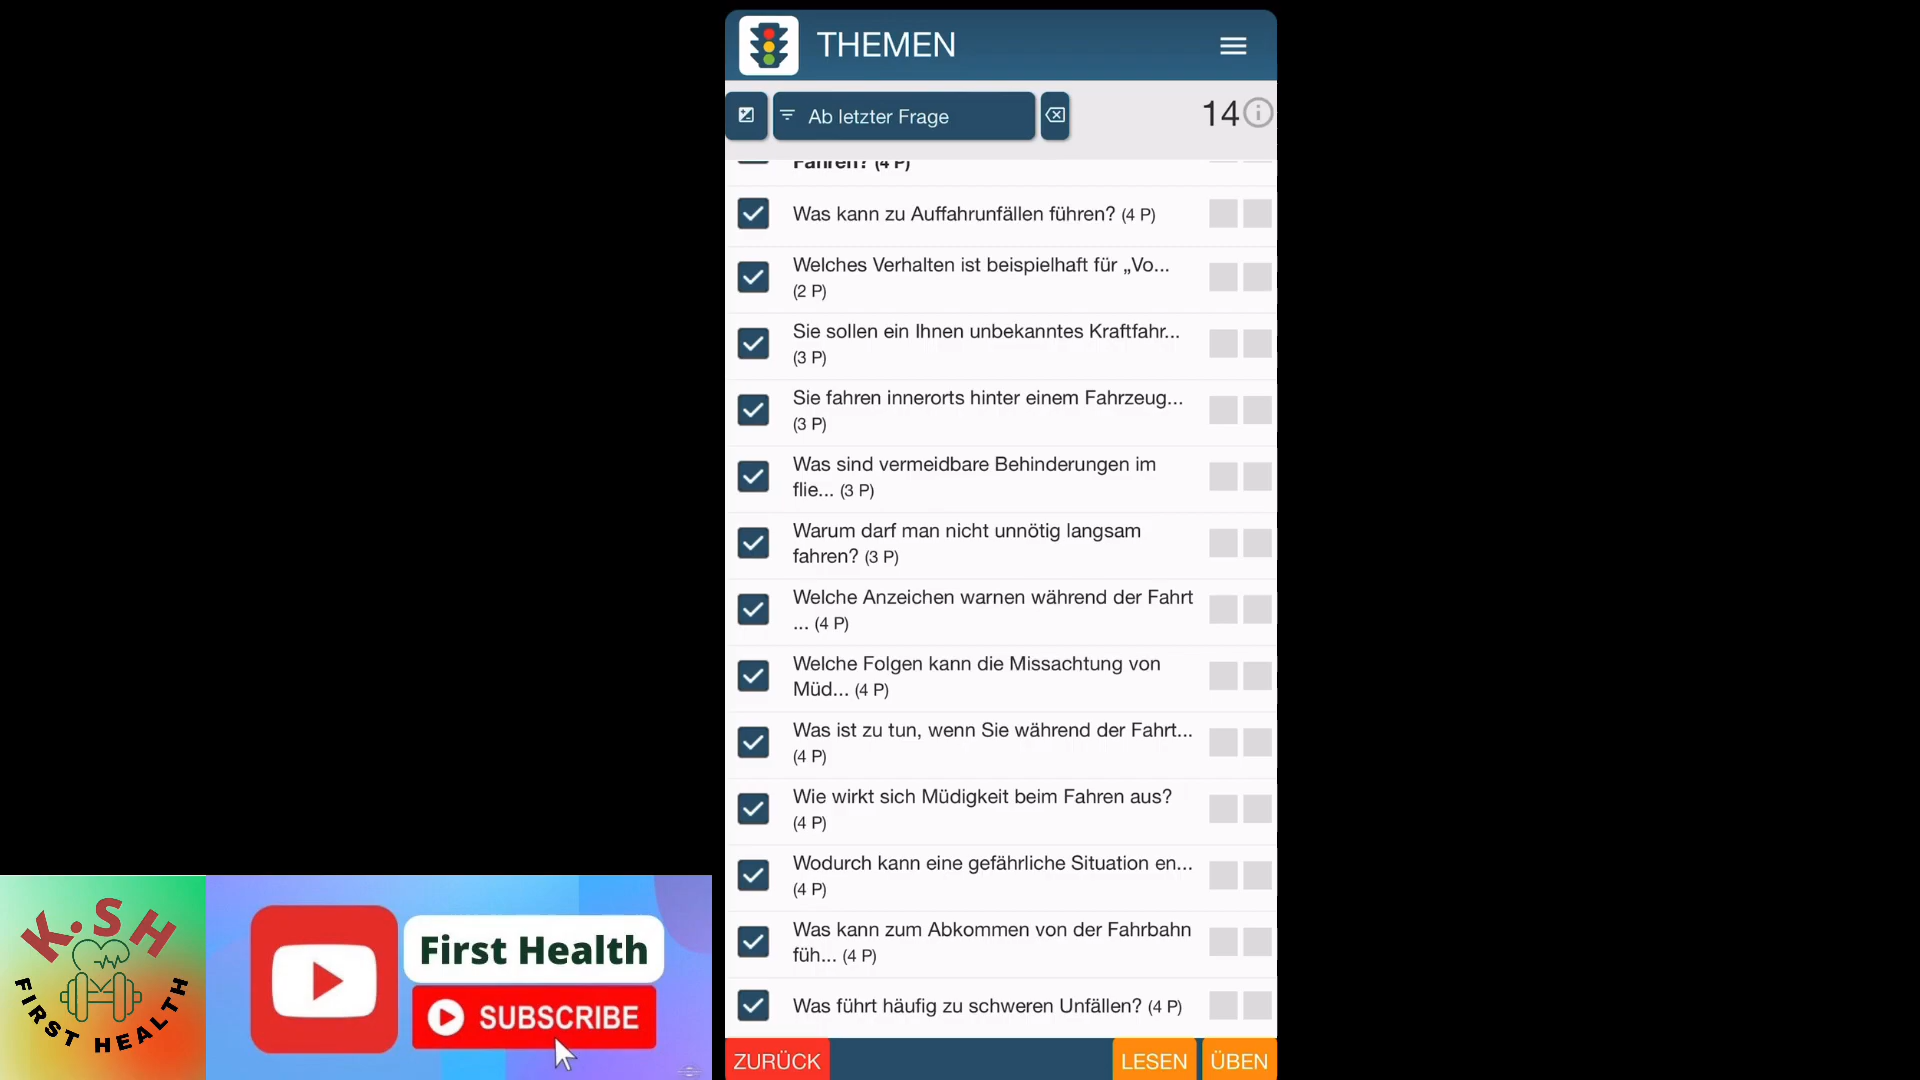 THEMEN
Ab letzter Frage
14
Fahren? (4 P)
Was kann zu Auffahrunfällen führen? (4 P)
Welches Verhalten ist beispielhaft für „Vo...
(2 P)
Sie sollen ein Ihnen unbekanntes Kraftfahr...
(3 P)
Sie fahren innerorts hinter einem Fahrzeug...
(3 P)
Was sind vermeidbare Behinderungen im
flie... (3 P)
Warum darf man nicht unnötig langsam
fahren? (3 P)
Welche Anzeichen warnen während der Fahrt
... (4 P)
Welche Folgen kann die Missachtung von
Müd... (4 P)
Was ist zu tun, wenn Sie während der Fahrt...
(4 P)
Wie wirkt sich Müdigkeit beim Fahren aus?
(4 P)
Wodurch kann eine gefährliche Situation en...
(4 P)
Was kann zum Abkommen von der Fahrbahn
füh... (4 P)
Was führt häufig zu schweren Unfällen? (4 P)
ZURÜCK
LESEN
ÜBEN
K.SH
FIRST HEALTH
First Health
SUBSCRIBE